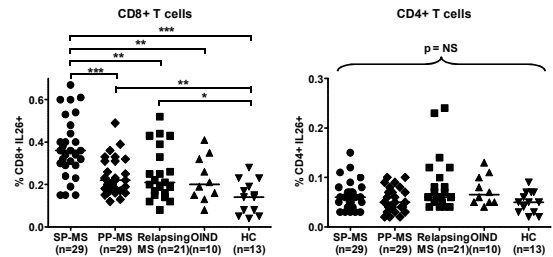 CD8+ T cells
***
**
**
***
**
*
% CD8+ IL26+
0.6
0.4
0.2
0.0
SP-MS PP-MS Relapsing OIND HC
(n=29) (n=29) MS (n=21) (n=10) (n=13)
CD4+ T cells
p = NS
% CD4+ IL26+
0.3
0.2
0.1
0.0
SP-MS PP-MS Relapsing OIND HC
(n=29) (n=29) MS (n=21) (n=10) (n=13)